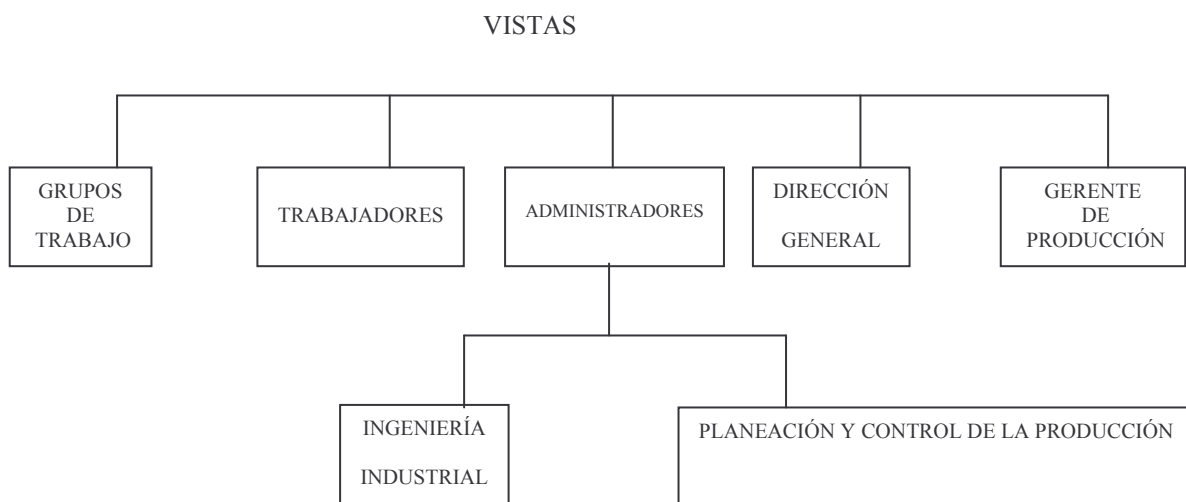 VISTAS
GRUPOS
DE
TRABAJO
TRABAJADORES
ADMINISTRADORES
DIRECCIÓN
GENERAL
GERENTE
DE
PRODUCCIÓN
INGENIERÍA
INDUSTRIAL
PLANEACIÓN Y CONTROL DE LA PRODUCCIÓN